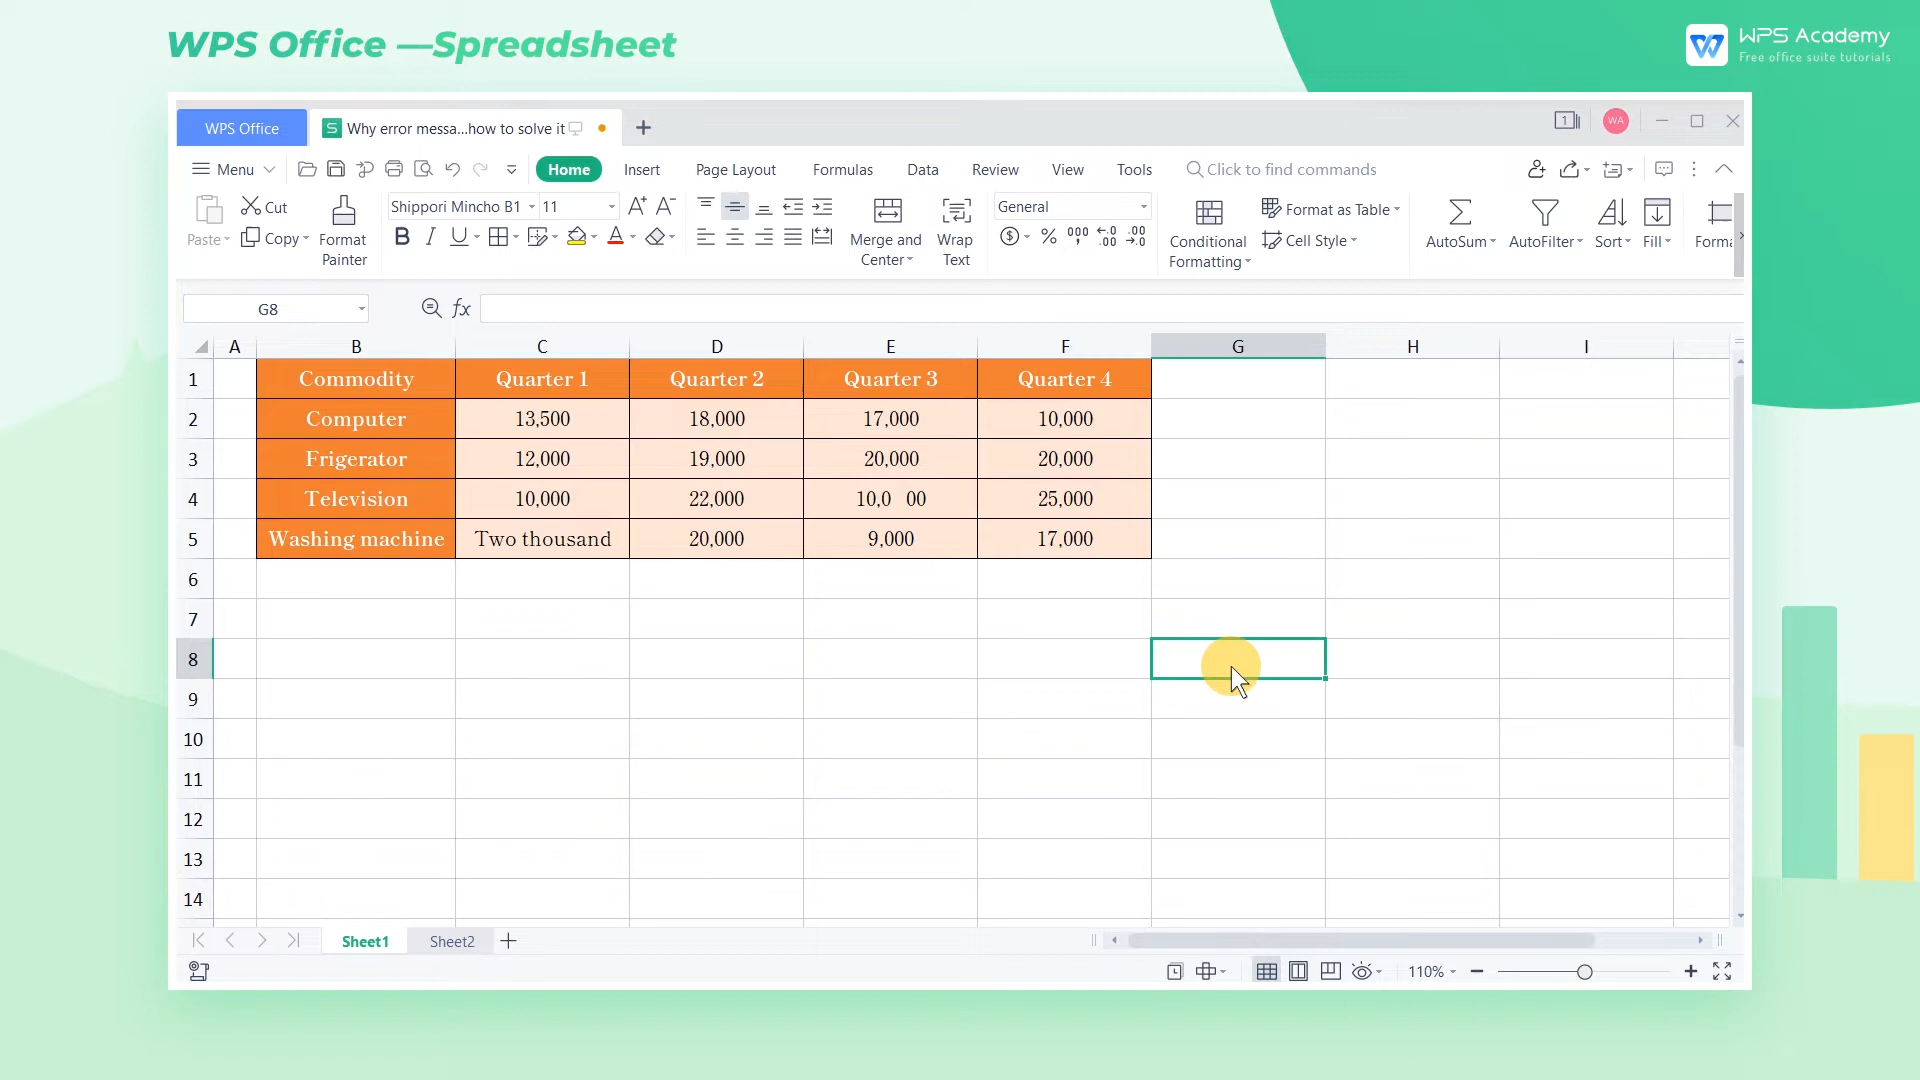 WPS Office —Spreadsheet
WPS Academy
Free office suite tutorials
WPS Office
Why error messa...how to solve it
WA
Menu
Home
Insert
Page Layout
Formulas
Data
Review
View
Tools
Click to find commands
Paste
Cut
Copy
Format Painter
Shippori Mincho B1
11
Merge and Center
Wrap Text
General
Conditional Formatting
Format as Table
Cell Style
AutoSum
AutoFilter
Sort
Fill
Forma
G8
fx
A B C D E F G H I
1 Commodity Quarter 1 Quarter 2 Quarter 3 Quarter 4
2 Computer 13,500 18,000 17,000 10,000
3 Frigerator 12,000 19,000 20,000 20,000
4 Television 10,000 22,000 10,0 00 25,000
5 Washing machine Two thousand 20,000 9,000 17,000
6
7
8
9
10
11
12
13
14
Sheet1
Sheet2
110%